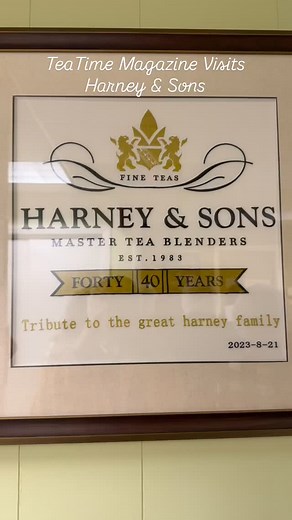 TeaTime Magazine Visits
Harney & Sons
FINE TEAS
HARNEY & SONS
MASTER TEA BLENDERS
EST. 1983
FORTY 40 YEARS
Tribute to the great harney family
2023-8-21